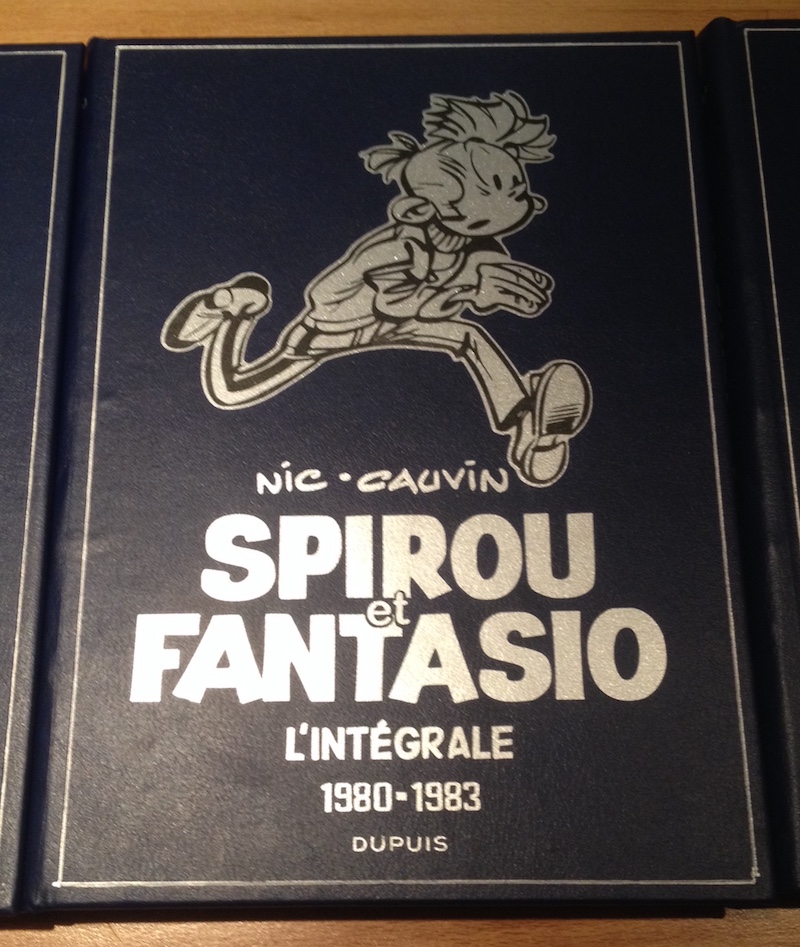 NIC • CAUVIN
SPIROU
et
FANTASIO
L'INTÉGRALE
1980-1983
DUPUIS